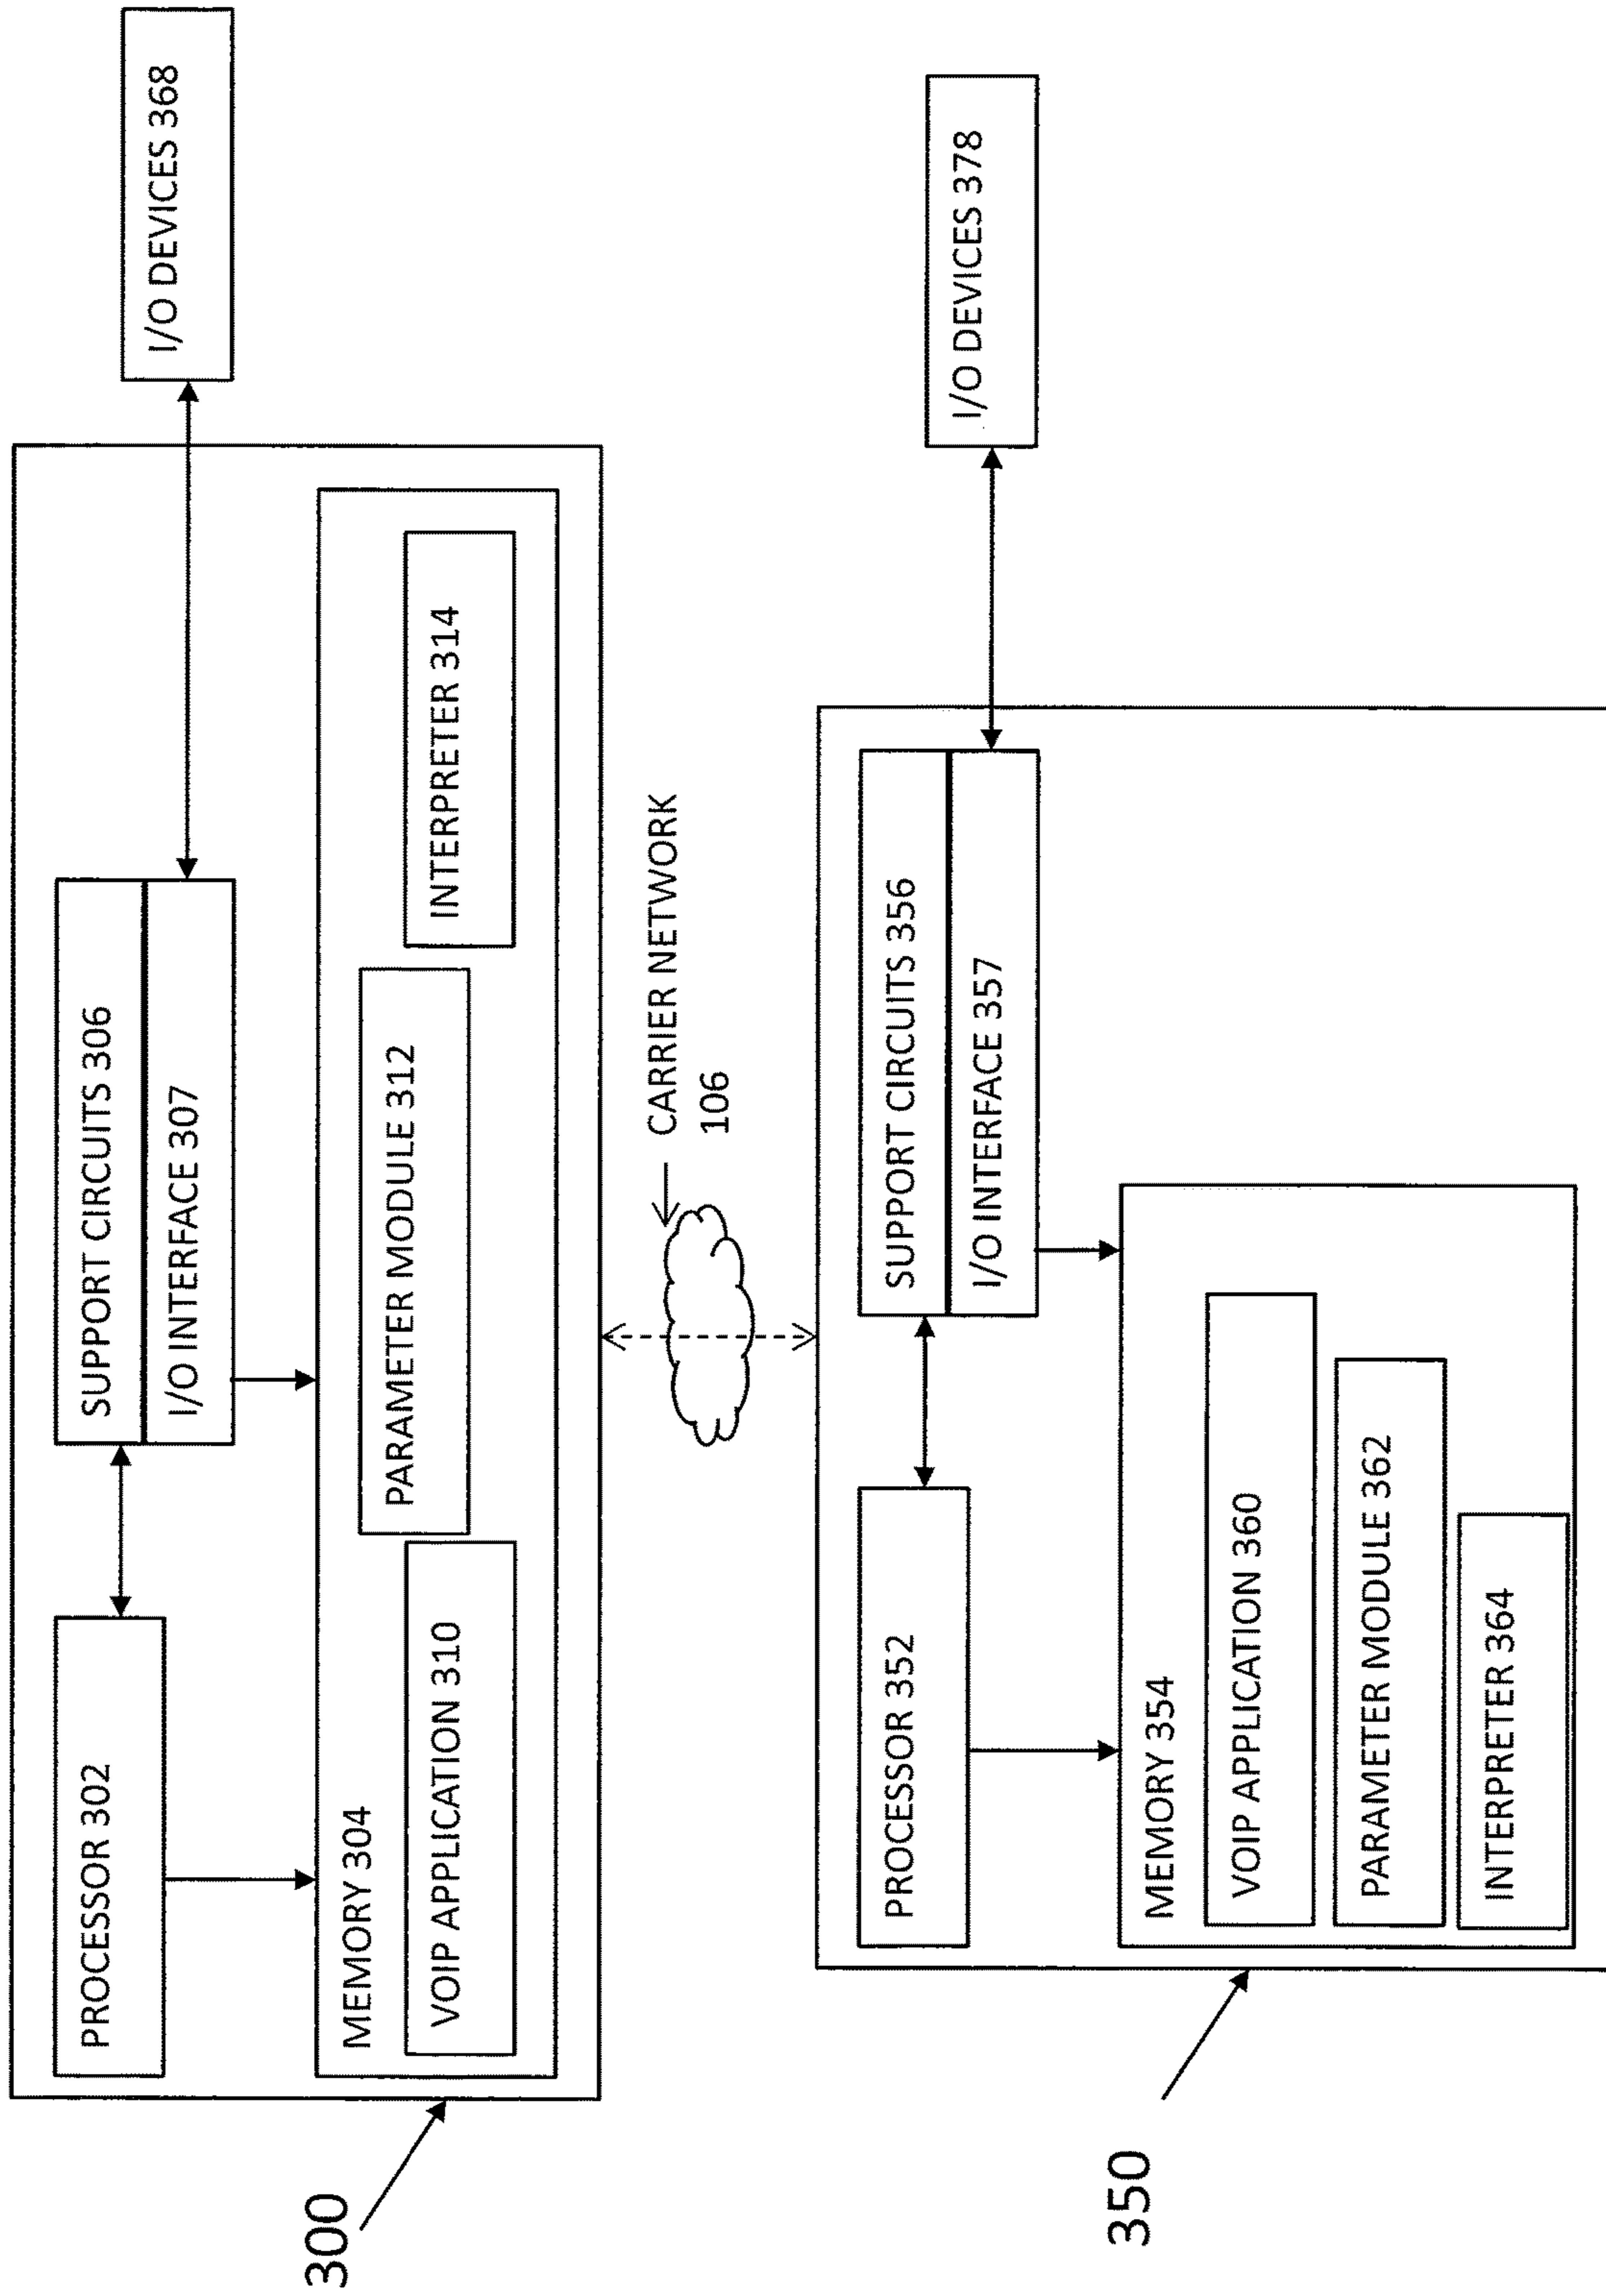 PROCESSOR 302
SUPPORT CIRCUITS 306
I/O INTERFACE 307
I/O DEVICES 368
MEMORY 304
VOIP APPLICATION 310
PARAMETER MODULE 312
INTERPRETER 314
300
CARRIER NETWORK
106
PROCESSOR 352
SUPPORT CIRCUITS 356
I/O INTERFACE 357
I/O DEVICES 378
MEMORY 354
VOIP APPLICATION 360
PARAMETER MODULE 362
INTERPRETER 364
350